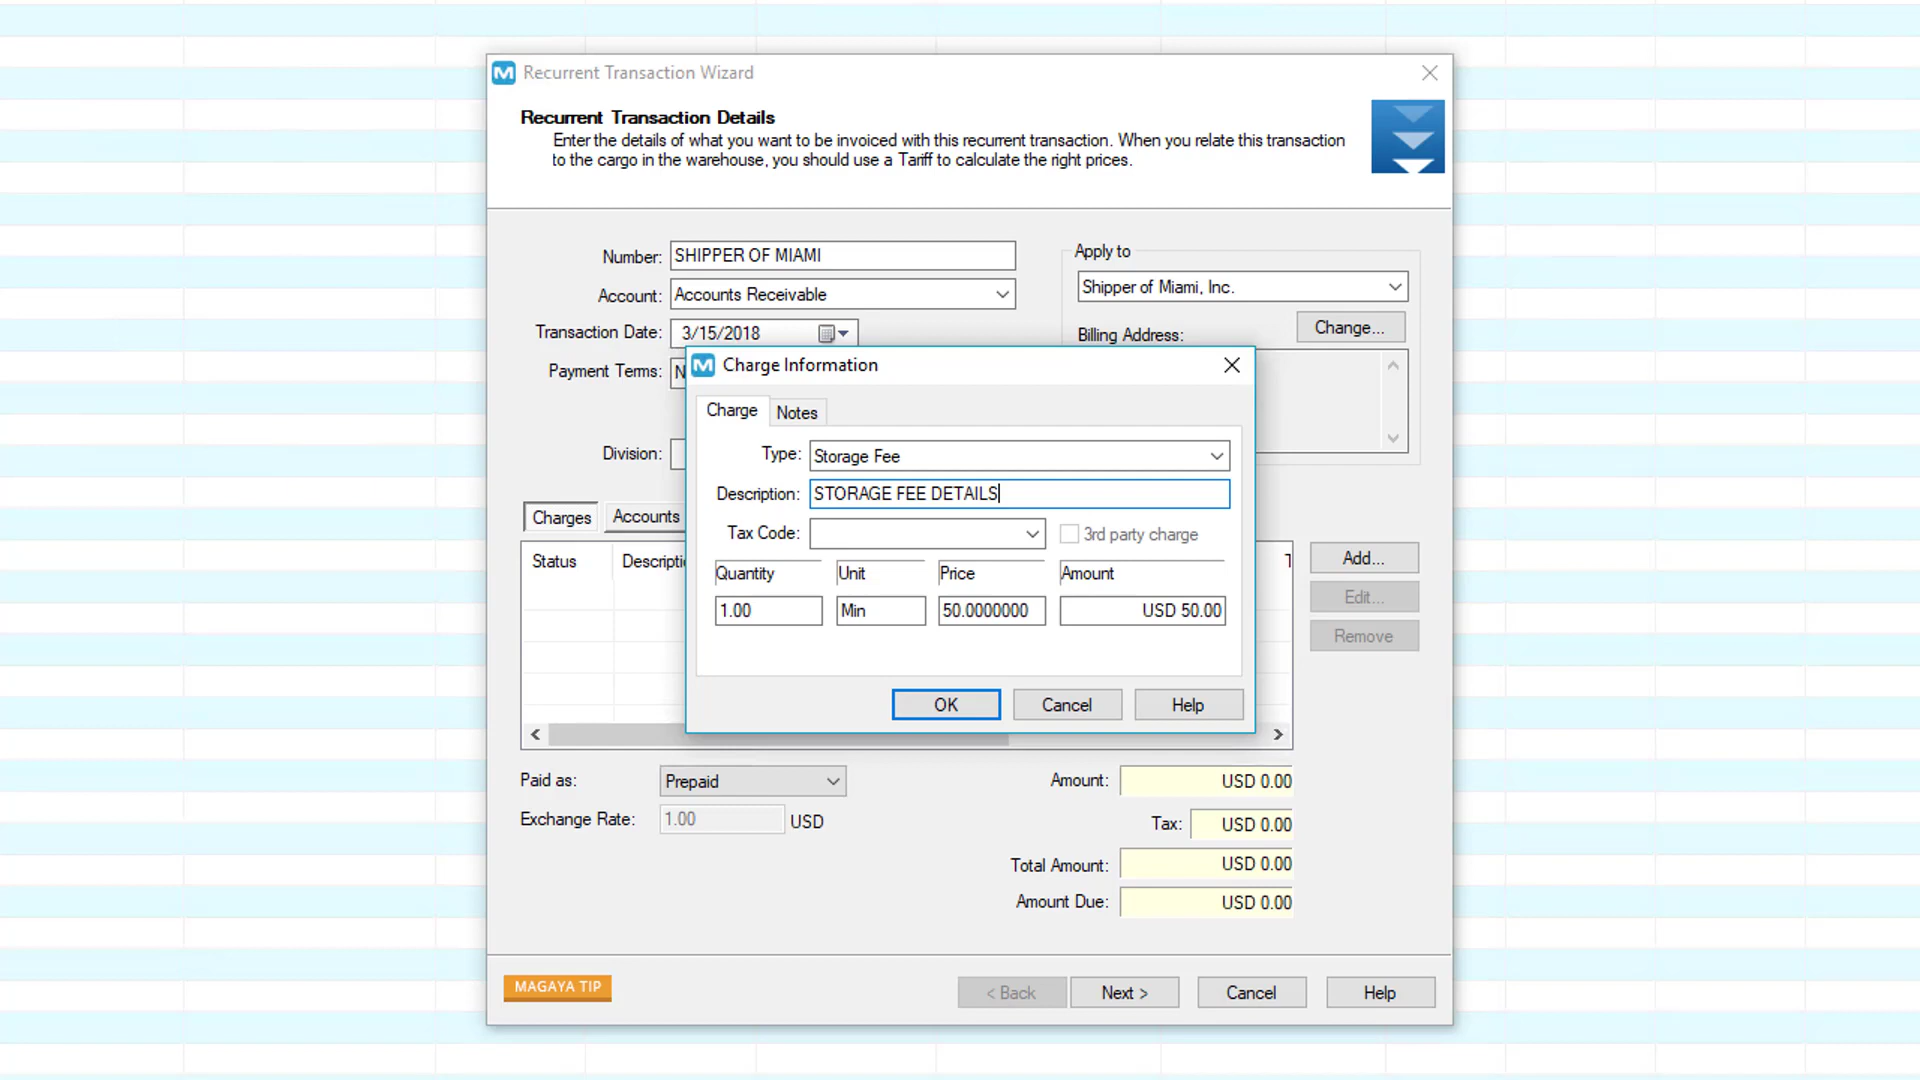 Recurrent Transaction Wizard
Recurrent Transaction Details
Enter the details of what you want to be invoiced with this recurrent transaction. When you relate this transaction
to the cargo in the warehouse, you should use a Tariff to calculate the right prices.
Number: SHIPPER OF MIAMI
Account: Accounts Receivable
Transaction Date: 3/15/2018
Payment Terms: N
Division:
Apply to
Shipper of Miami, Inc.
Billing Address: Change...
M Charge Information
Charge Notes
Type: Storage Fee
Description: STORAGE FEE DETAILS
Tax Code: 3rd party charge
Quantity Unit Price Amount
1.00 Min 50.0000000 USD 50.00
OK Cancel Help
Charges Accounts
Status Descripti
Add...
Edit...
Remove
Paid as: Prepaid
Exchange Rate: 1.00 USD
Amount: USD 0.00
Tax: USD 0.00
Total Amount: USD 0.00
Amount Due: USD 0.00
MAGAYA TIP
< Back Next > Cancel Help